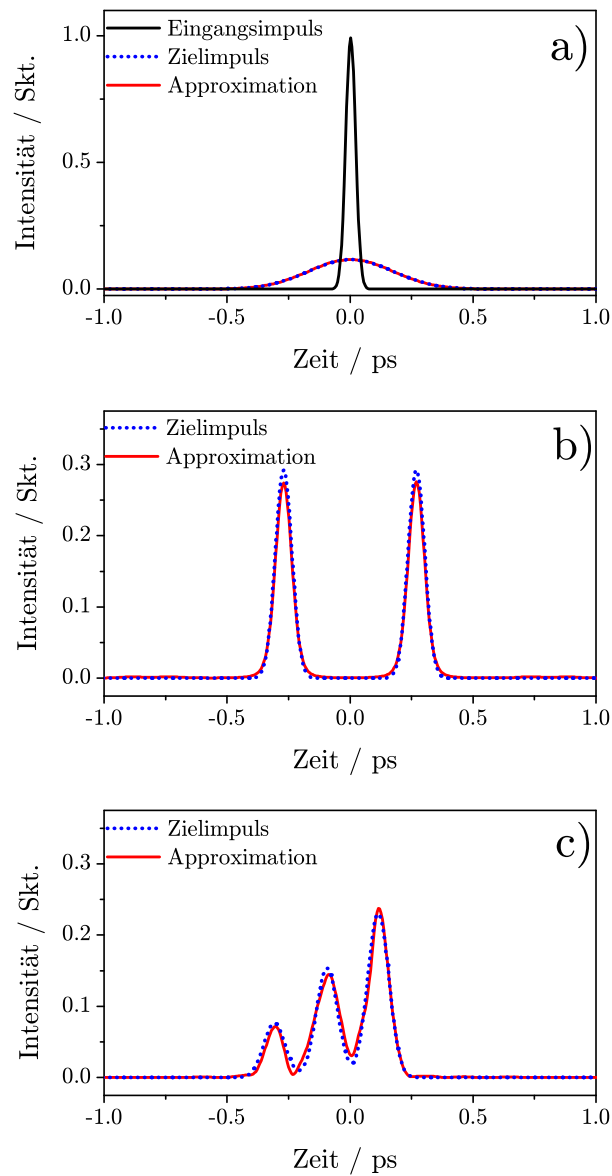 Eingangsimpuls
Zielimpuls
Approximation
a)
1.0
0.5
0.0
Intensität / Skt.
-1.0 -0.5 0.0 0.5 1.0
Zeit / ps
Zielimpuls
Approximation
b)
0.3
0.2
0.1
0.0
Intensität / Skt.
-1.0 -0.5 0.0 0.5 1.0
Zeit / ps
Zielimpuls
Approximation
c)
0.3
0.2
0.1
0.0
Intensität / Skt.
-1.0 -0.5 0.0 0.5 1.0
Zeit / ps